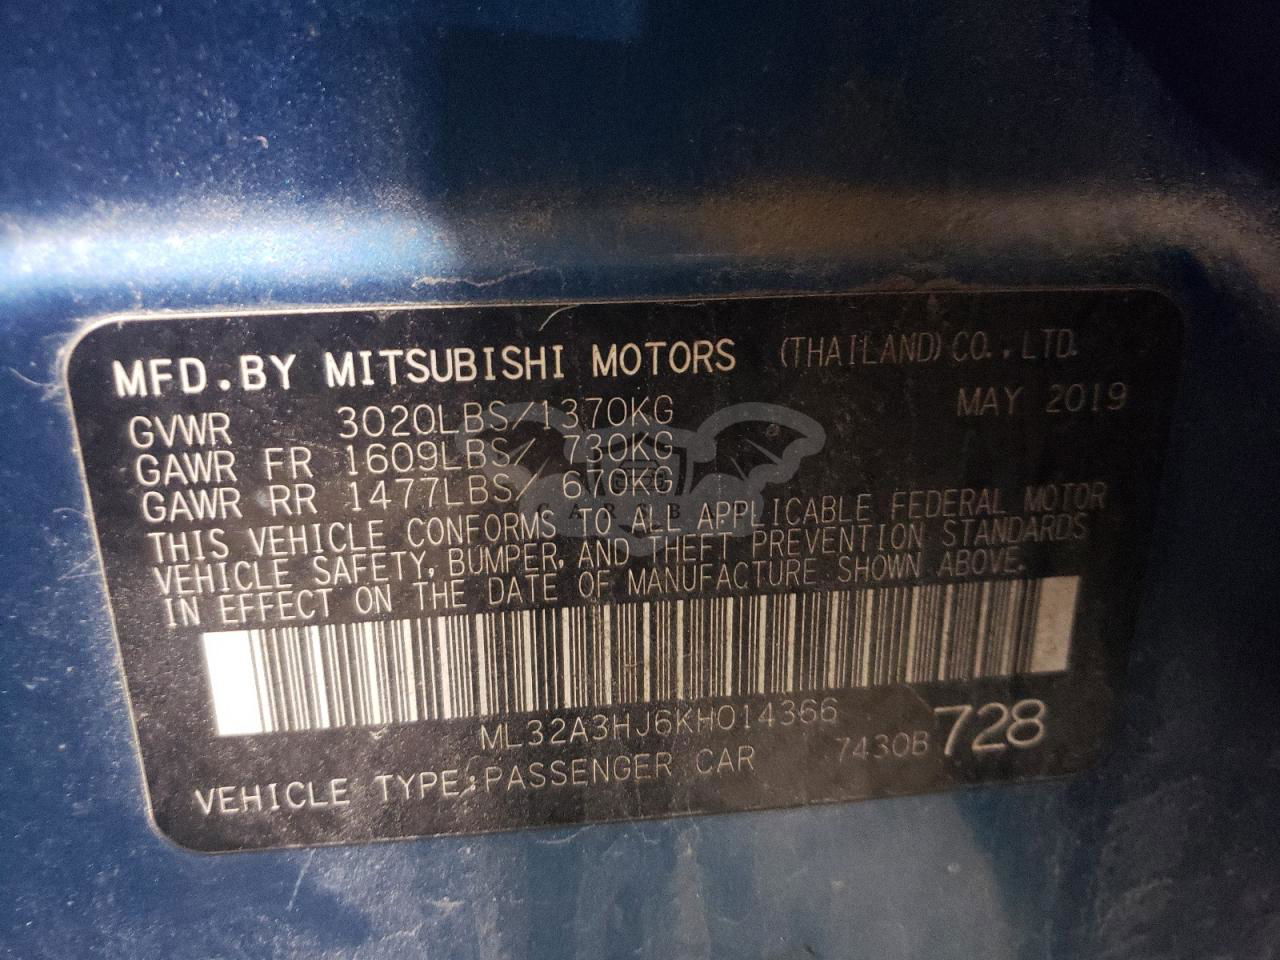 MFD.BY MITSUBISHI MOTORS (THAILAND) CO.,LTD.
GVWR 3020LBS/1370KG MAY 2019
GAWR FR 1609LBS/ 730KG
GAWR RR 1477LBS/ 670KG
CARSBAT
THIS VEHICLE CONFORMS TO ALL APPLICABLE FEDERAL MOTOR
VEHICLE SAFETY, BUMPER, AND THEFT PREVENTION STANDARDS
IN EFFECT ON THE DATE OF MANUFACTURE SHOWN ABOVE.
ML32A3HJ6KH014366
VEHICLE TYPE:PASSENGER CAR 7430B 728